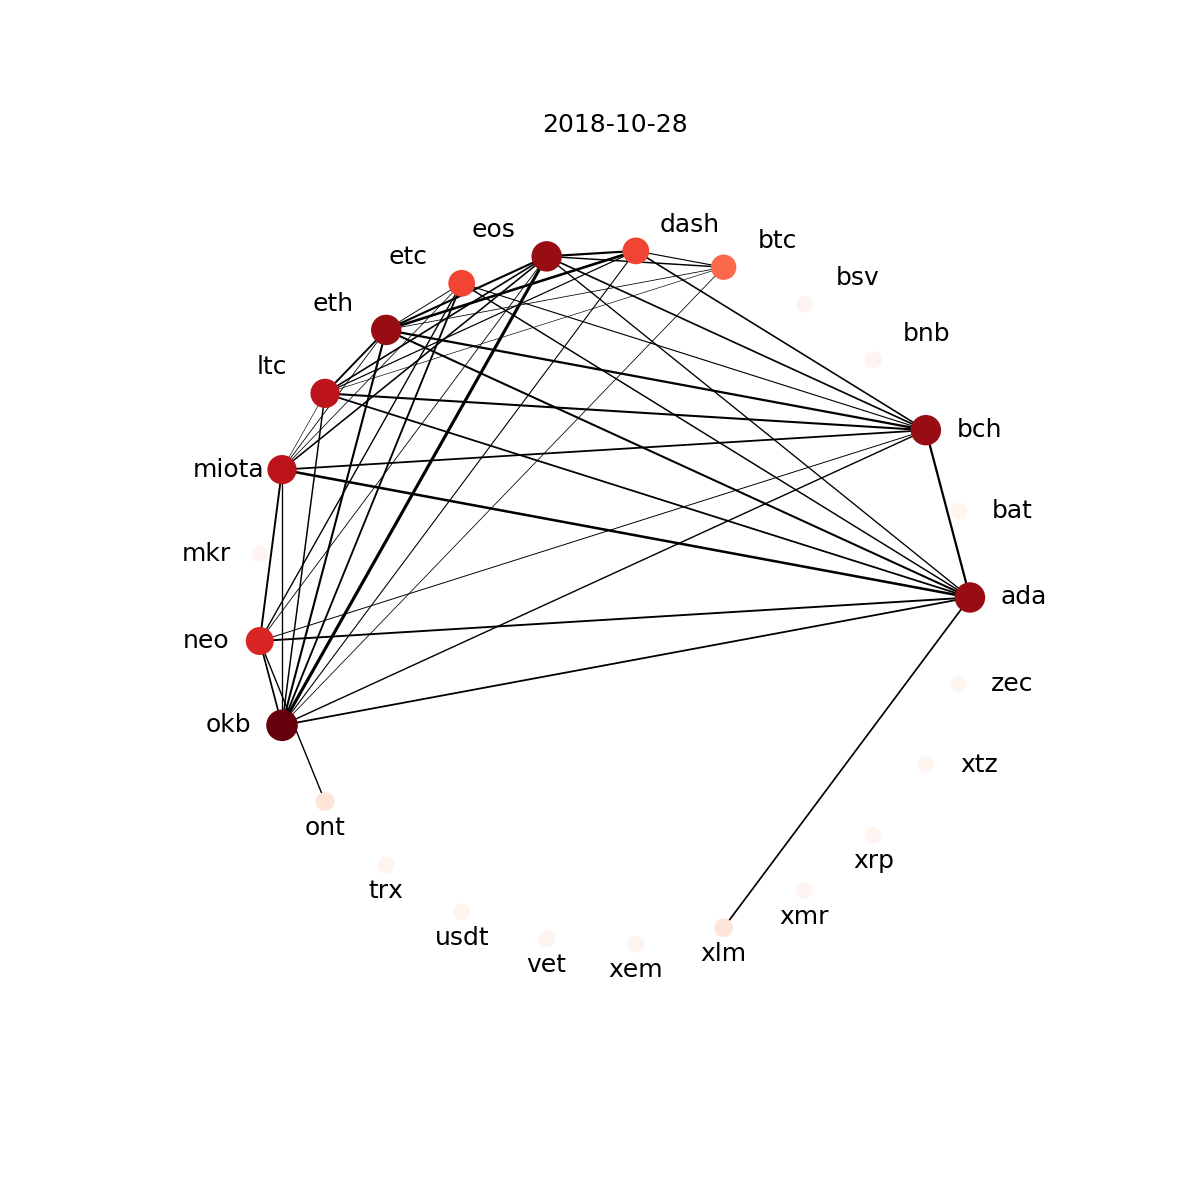 2018-10-28
dash
eos
btc
etc
bsv
eth
bnb
ltc
bch
miota
bat
mkr
ada
neo
zec
okb
xtz
ont
xrp
trx
xmr
usdt
xlm
vet
xem